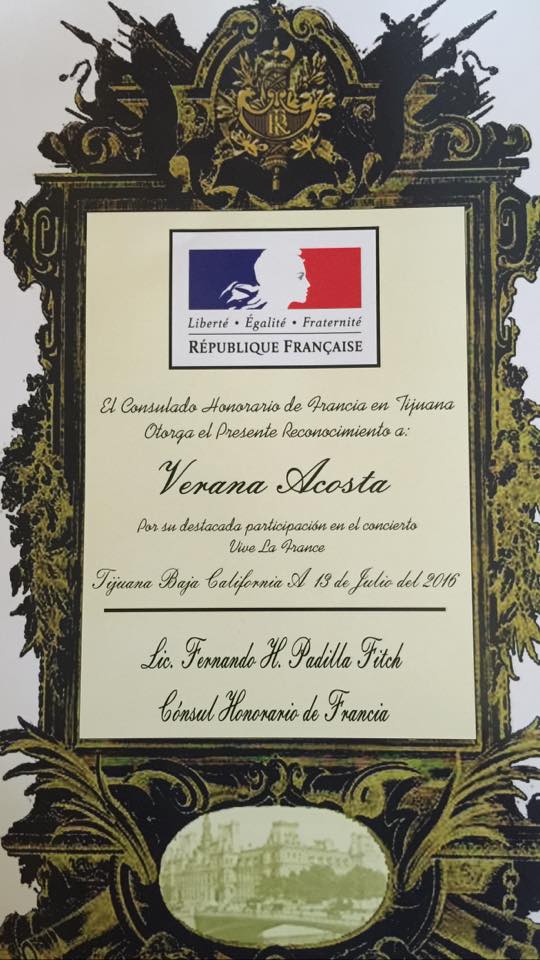 RF
Liberté • Égalité • Fraternité
RÉPUBLIQUE FRANÇAISE
El Consulado Honorario de Francia en Tijuana
Otorga el Presente Reconocimiento a:
Verana Acosta
Por su destacada participación en el concierto
Vive La France
Tijuana Baja California A 13 de Julio del 2016
Lic. Fernando H. Padilla Fitch
Cónsul Honorario de Francia